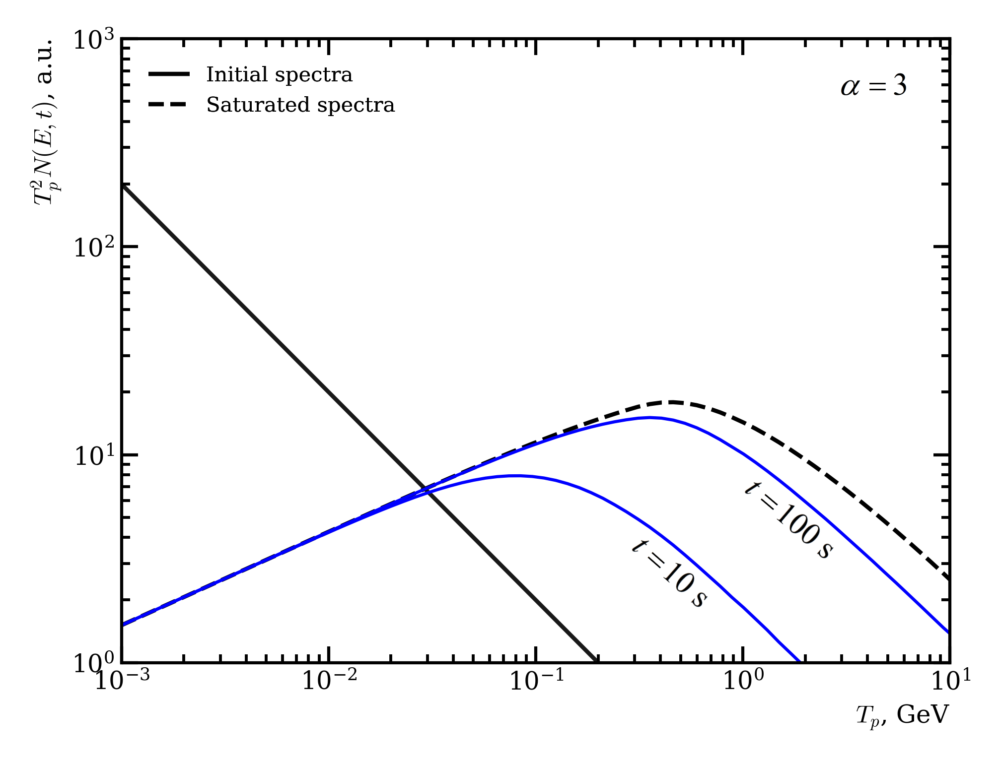 T_p^2 N(E, t), a.u.
10^3
10^2
10^1
10^0
Initial spectra
Saturated spectra
α = 3
t = 100 s
t = 10 s
10^−3 10^−2 10^−1 10^0 10^1
T_p, GeV